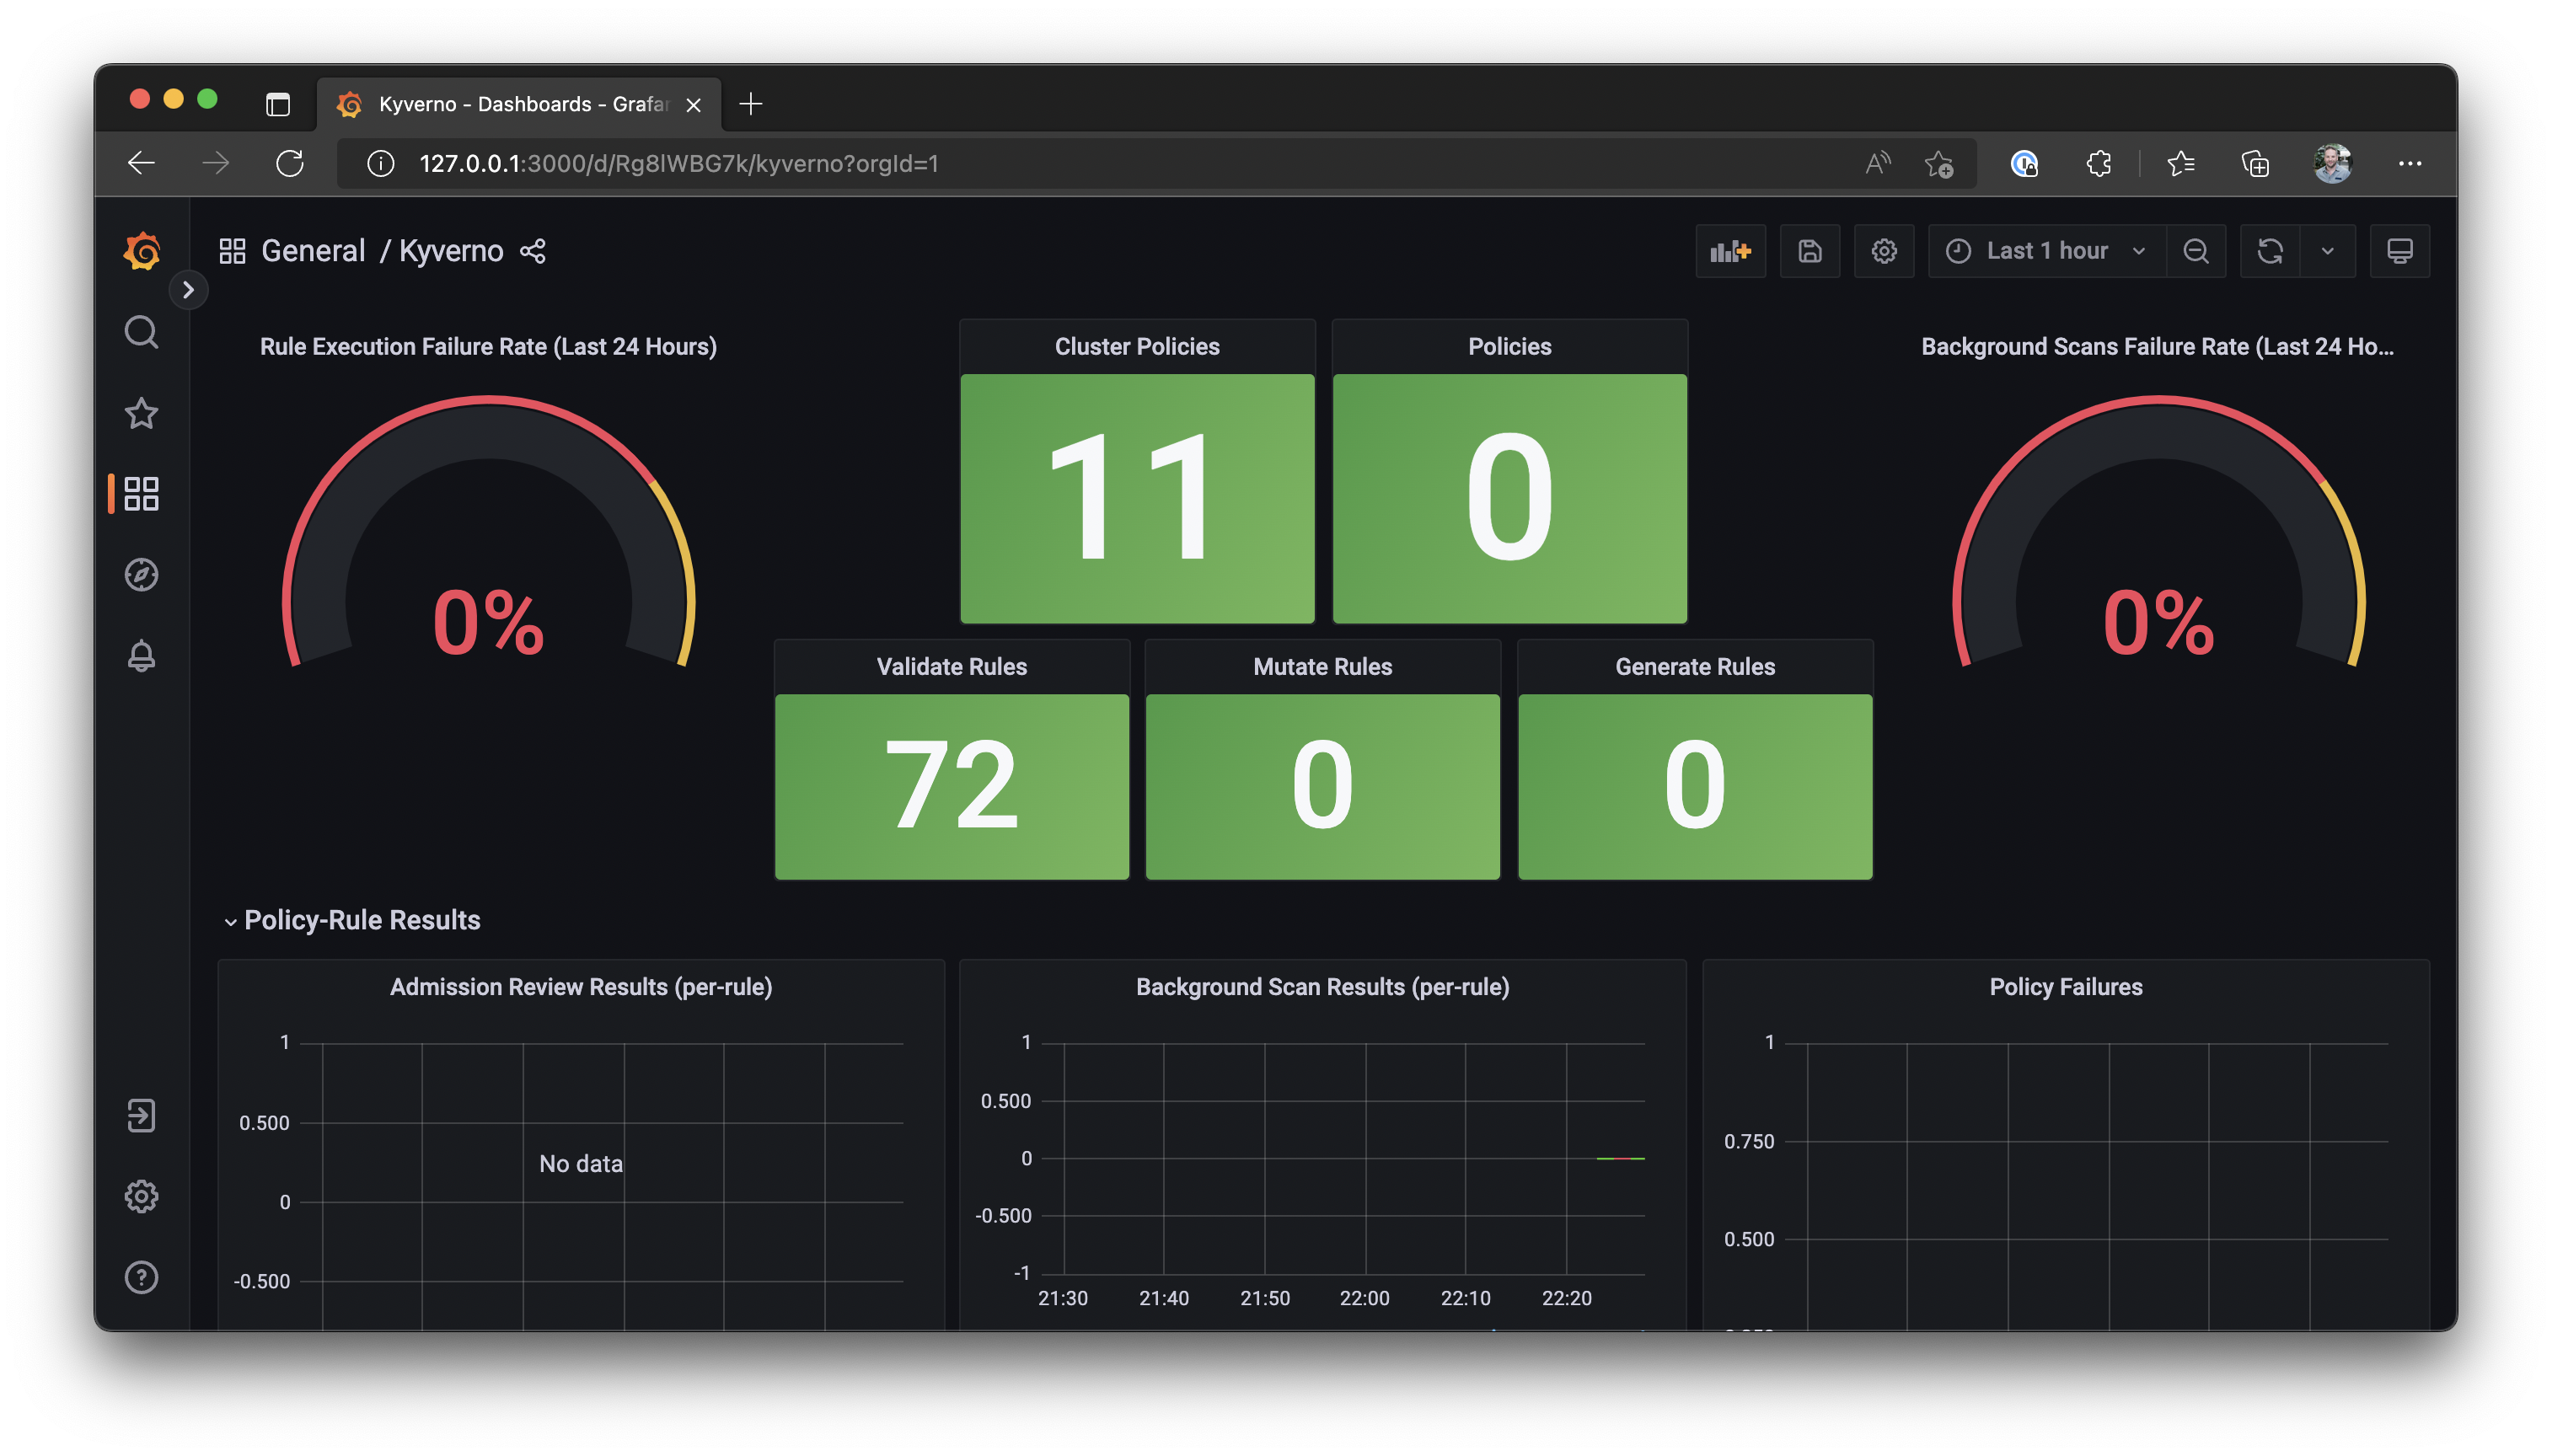 Kyverno - Dashboards - Grafan
127.0.0.1:3000/d/Rg8lWBG7k/kyverno?orgId=1
General / Kyverno
Last 1 hour
Rule Execution Failure Rate (Last 24 Hours)
0%
Cluster Policies
11
Policies
0
Background Scans Failure Rate (Last 24 Ho...
0%
Validate Rules
72
Mutate Rules
0
Generate Rules
0
Policy-Rule Results
Admission Review Results (per-rule)
1
0.500
0
-0.500
No data
Background Scan Results (per-rule)
1
0.500
0
-0.500
-1
21:30 21:40 21:50 22:00 22:10 22:20
Policy Failures
1
0.750
0.500